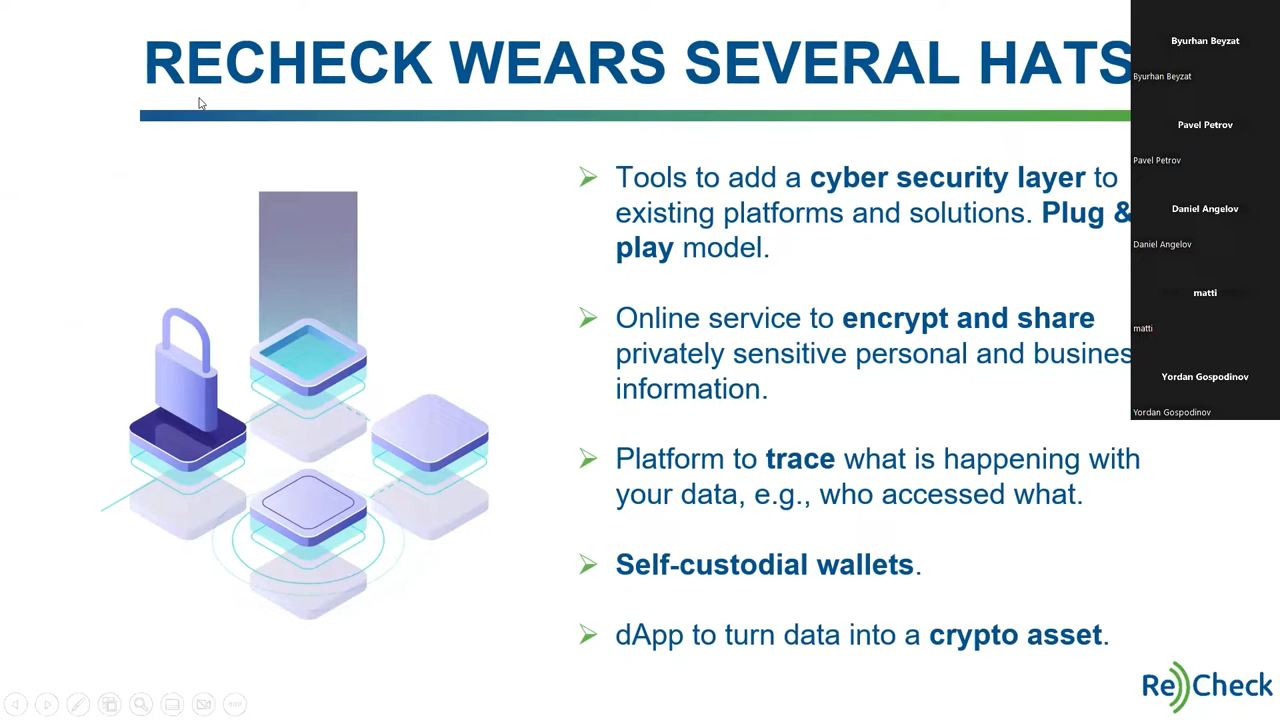 RECHECK WEARS SEVERAL HATS
Tools to add a cyber security layer to
existing platforms and solutions. Plug &
play model.
Online service to encrypt and share
privately sensitive personal and busines
information.
Platform to trace what is happening with
your data, e.g., who accessed what.
Self-custodial wallets.
dApp to turn data into a crypto asset.
Re Check
Byurhan Beyzat
Byurhan Beyzat
Pavel Petrov
Pavel Petrov
Daniel Angelov
Daniel Angelov
matti
matti
Yordan Gospodinov
Yordan Gospodinov